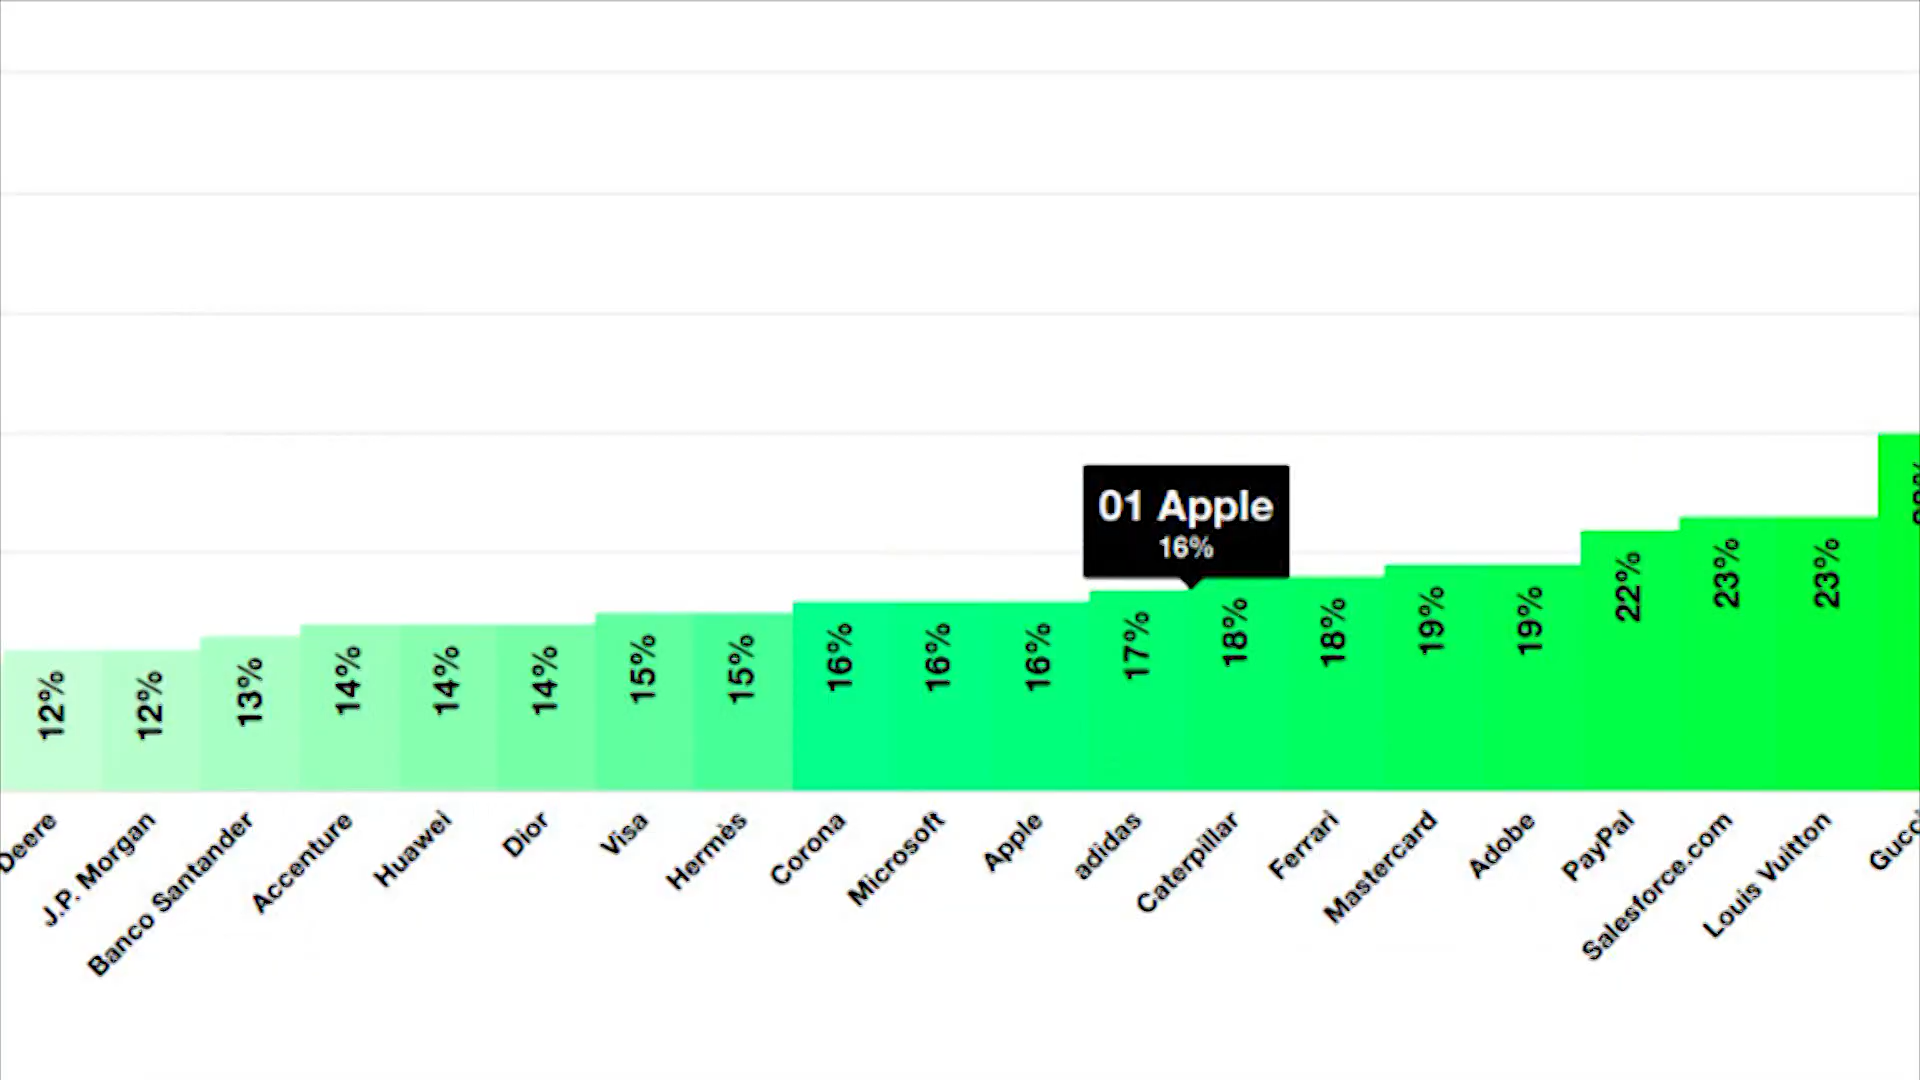 01 Apple
16%
12%
12%
13%
14%
14%
14%
15%
15%
16%
16%
16%
17%
18%
18%
19%
19%
22%
23%
23%
Deere
J.P. Morgan
Banco Santander
Accenture
Huawei
Dior
Visa
Hermès
Corona
Microsoft
Apple
adidas
Caterpillar
Ferrari
Mastercard
Adobe
PayPal
Salesforce.com
Louis Vuitton
Gucci